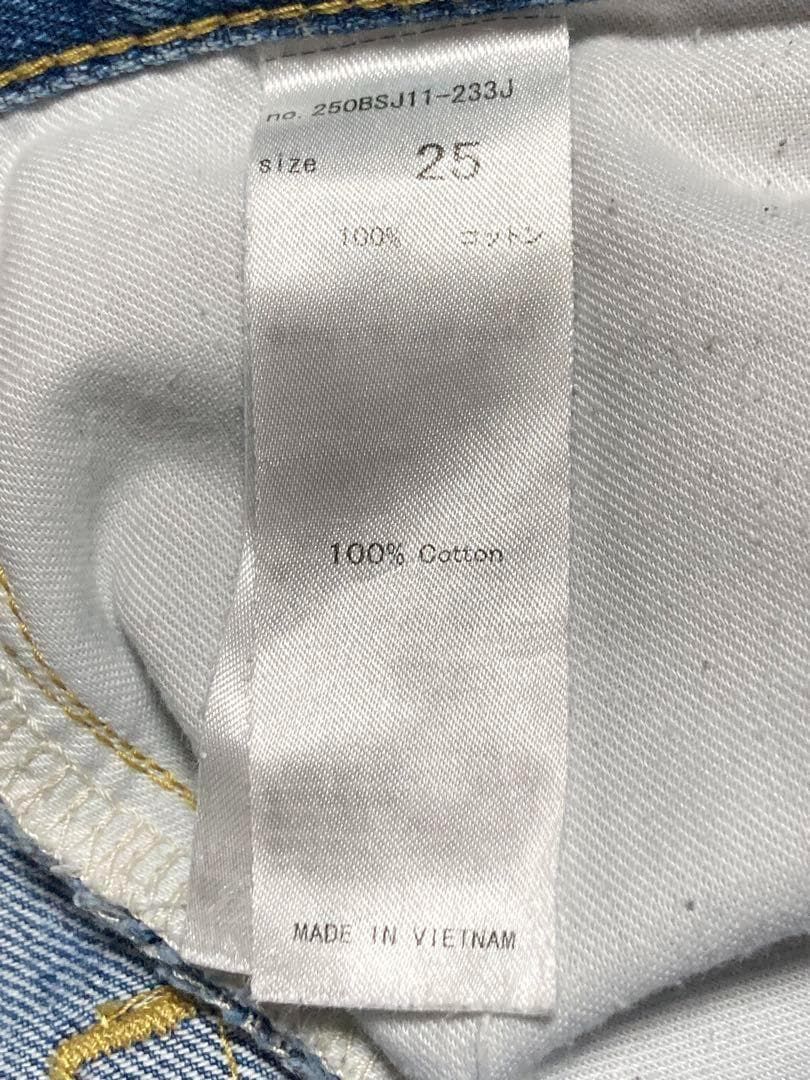 no. 250BSJ11-233J
size 25
100% コットン
100% Cotton
MADE IN VIETNAM